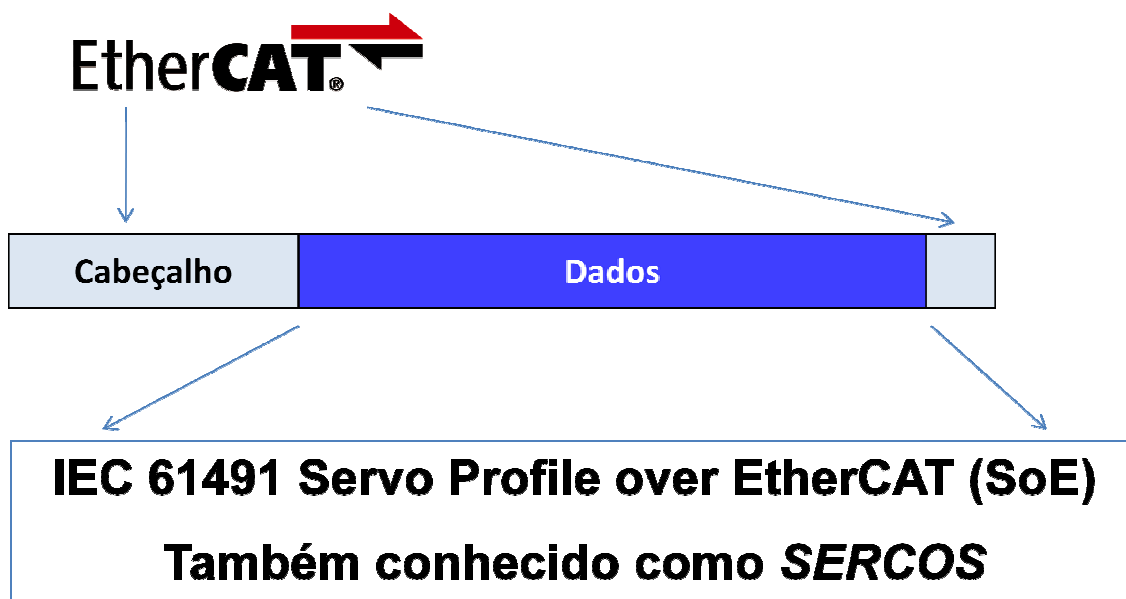 EtherCAT®
Cabeçalho
Dados
IEC 61491 Servo Profile over EtherCAT (SoE)
Também conhecido como SERCOS